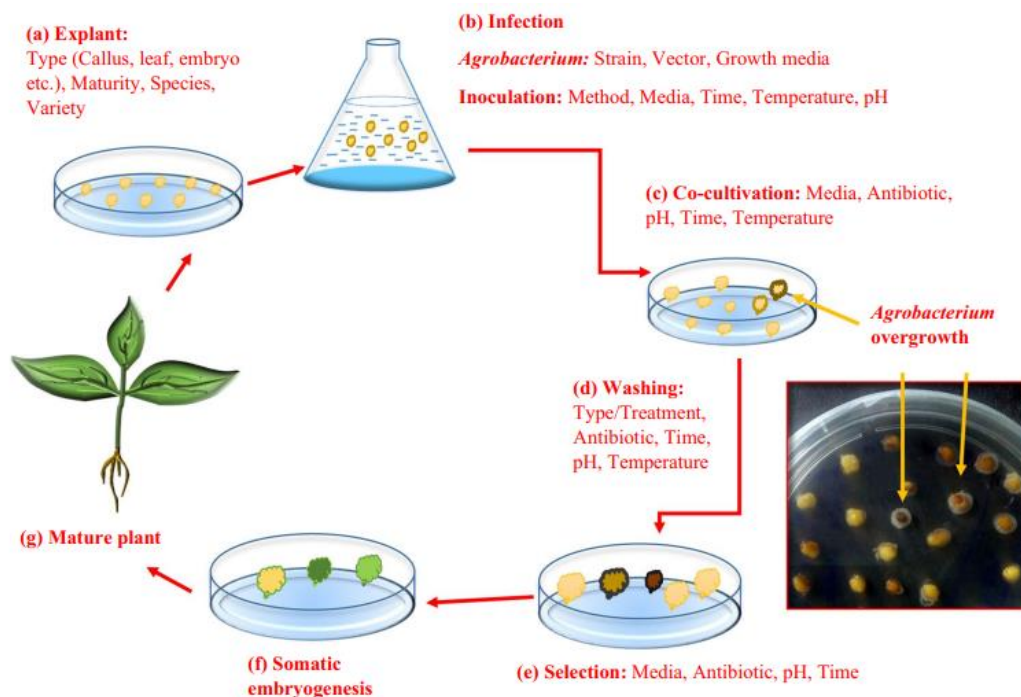 (a) Explant:
Type (Callus, leaf, embryo
etc.), Maturity, Species,
Variety
(b) Infection
Agrobacterium: Strain, Vector, Growth media
Inoculation: Method, Media, Time, Temperature, pH
(c) Co-cultivation: Media, Antibiotic,
pH, Time, Temperature
Agrobacterium
overgrowth
(d) Washing:
Type/Treatment,
Antibiotic, Time,
pH, Temperature
(e) Selection: Media, Antibiotic, pH, Time
(f) Somatic
embryogenesis
(g) Mature plant